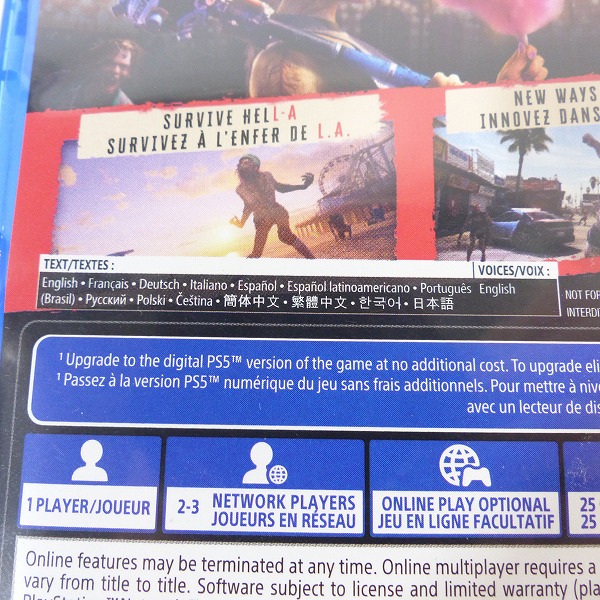 SURVIVE HELL-A
SURVIVEZ À L'ENFER DE L.A.
NEW WAYS
INNOVEZ DANS
TEXT/TEXTES :
English • Français • Deutsch • Italiano • Español • Español latinoamericano • Português
(Brasil) • Русский • Polski • Čeština • 简体中文 • 繁體中文 • 한국어 • 日本語
VOICES/VOIX :
English
NOT FOR
INTERDIT
1 Upgrade to the digital PS5™ version of the game at no additional cost. To upgrade
1 Passez à la version PS5™ numérique du jeu sans frais additionnels. Pour mettre à
avec un lecteur de
1 PLAYER/JOUEUR
2-3 NETWORK PLAYERS
JOUEURS EN RÉSEAU
ONLINE PLAY OPTIONAL
JEU EN LIGNE FACULTATIF
25
25
Online features may be terminated at any time. Online multiplayer requires a
vary from title to title. Software subject to license and limited warranty